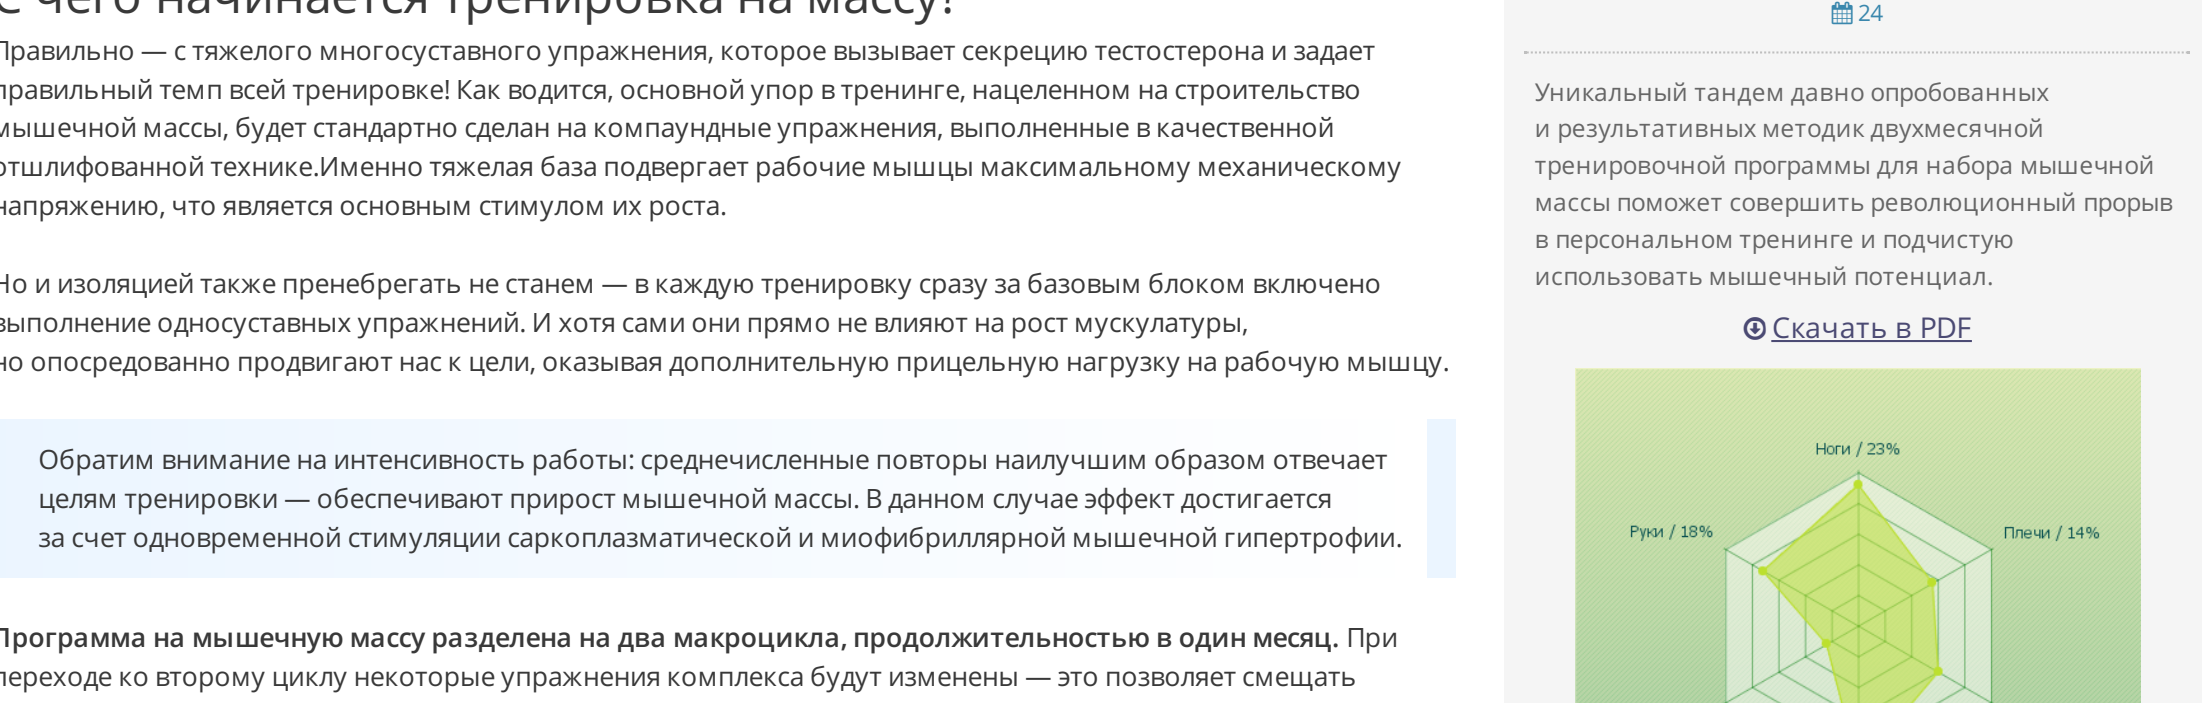 С чего начинается тренировка на массу?
Правильно — с тяжелого многосуставного упражнения, которое вызывает секрецию тестостерона и задает
правильный темп всей тренировке! Как водится, основной упор в тренинге, нацеленном на строительство
мышечной массы, будет стандартно сделан на компаундные упражнения, выполненные в качественной
отшлифованной технике.Именно тяжелая база подвергает рабочие мышцы максимальному механическому
напряжению, что является основным стимулом их роста.
Но и изоляцией также пренебрегать не станем — в каждую тренировку сразу за базовым блоком включено
выполнение односуставных упражнений. И хотя сами они прямо не влияют на рост мускулатуры,
но опосредованно продвигают нас к цели, оказывая дополнительную прицельную нагрузку на рабочую мышцу.
Обратим внимание на интенсивность работы: среднечисленные повторы наилучшим образом отвечает
целям тренировки — обеспечивают прирост мышечной массы. В данном случае эффект достигается
за счет одновременной стимуляции саркоплазматической и миофибриллярной мышечной гипертрофии.
Программа на мышечную массу разделена на два макроцикла, продолжительностью в один месяц. При
переходе ко второму циклу некоторые упражнения комплекса будут изменены — это позволяет смещать
24
Уникальный тандем давно опробованных
и результативных методик двухмесячной
тренировочной программы для набора мышечной
массы поможет совершить революционный прорыв
в персональном тренинге и подчистую
использовать мышечный потенциал.
Скачать в PDF
Ноги / 23%
Руки / 18%
Плечи / 14%